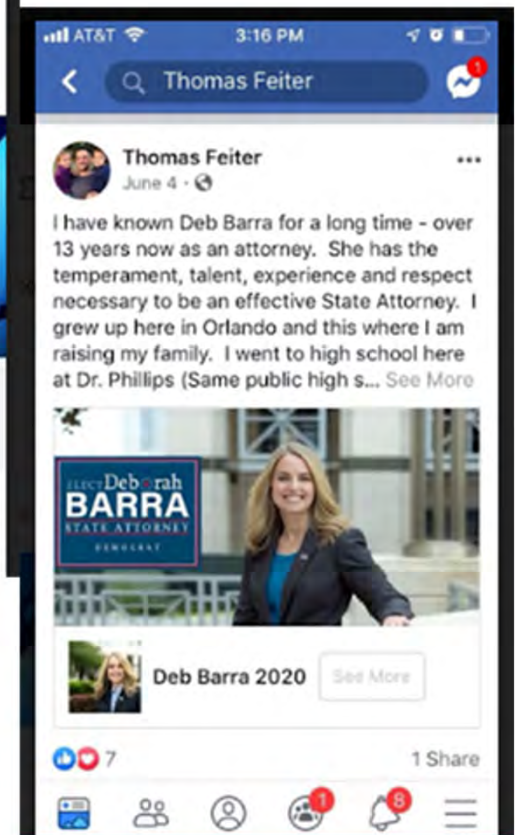 AT&T 3:16 PM
Thomas Feiter
1
Thomas Feiter
June 4
I have known Deb Barra for a long time - over
13 years now as an attorney. She has the
temperament, talent, experience and respect
necessary to be an effective State Attorney. I
grew up here in Orlando and this where I am
raising my family. I went to high school here
at Dr. Phillips (Same public high s... See More
ELECT Deborah
BARRA
STATE ATTORNEY
DEMOCRAT
Deb Barra 2020 See More
7 1 Share
1 8